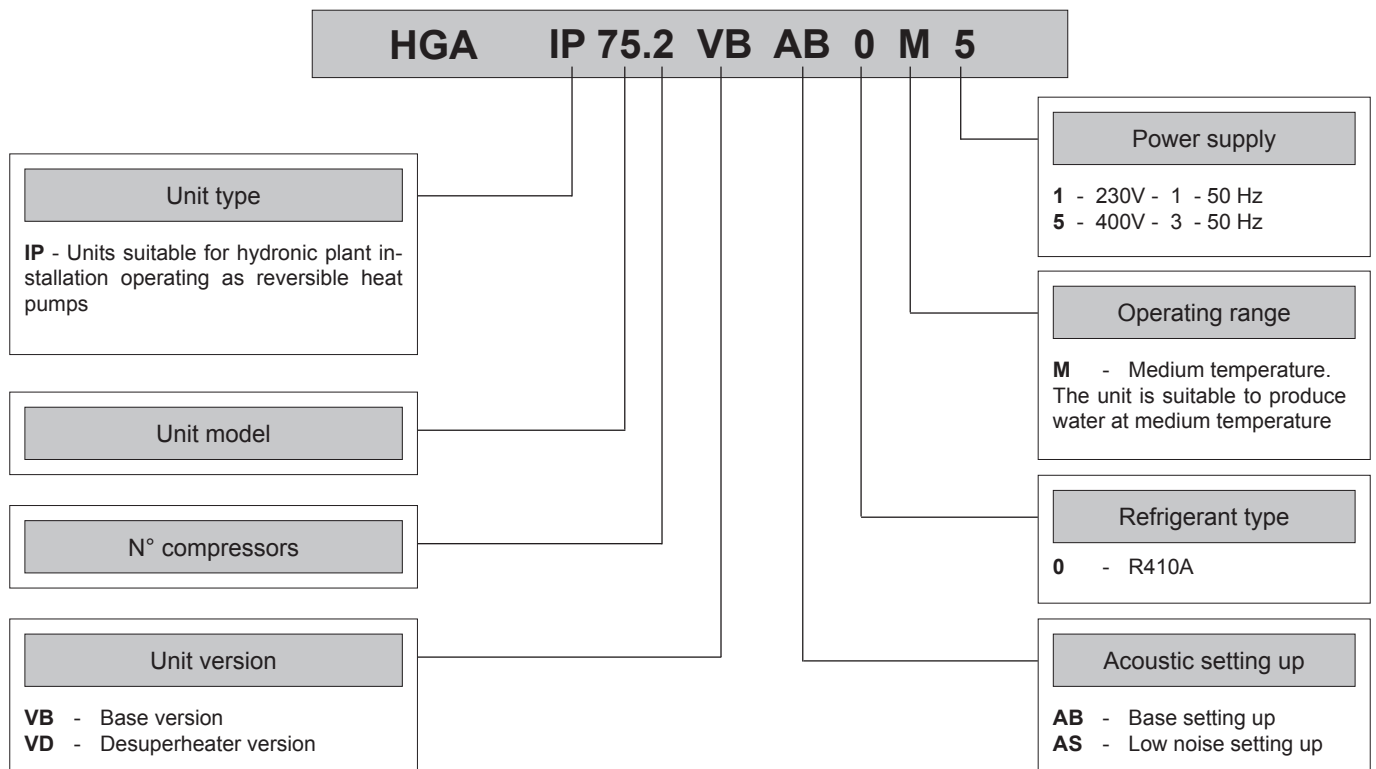 HGA IP 75.2 VB AB 0 M 5
Unit type
IP - Units suitable for hydronic plant in-
stallation operating as reversible heat
pumps
Unit model
N° compressors
Unit version
VB - Base version
VD - Desuperheater version
Power supply
1 - 230V - 1 - 50 Hz
5 - 400V - 3 - 50 Hz
Operating range
M - Medium temperature.
The unit is suitable to produce
water at medium temperature
Refrigerant type
0 - R410A
Acoustic setting up
AB - Base setting up
AS - Low noise setting up